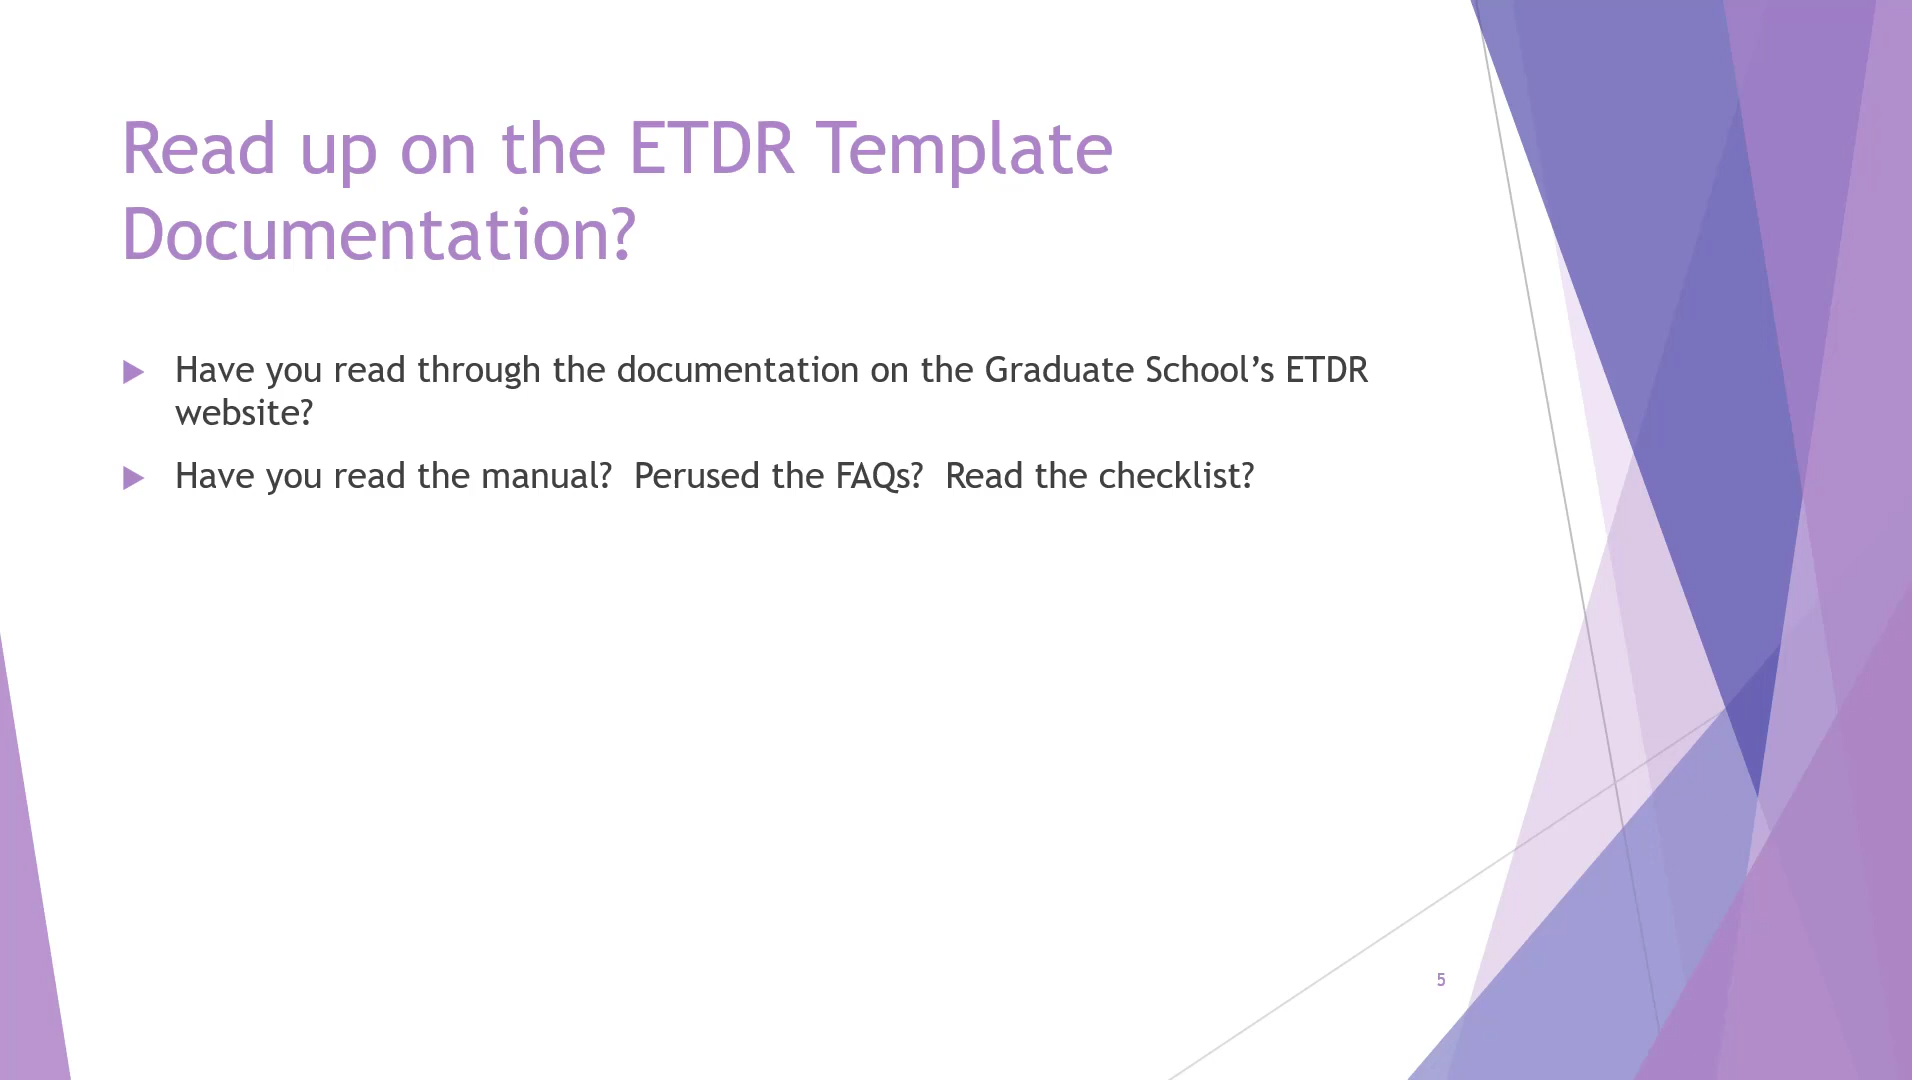 Read up on the ETDR Template
Documentation?
Have you read through the documentation on the Graduate School’s ETDR
website?
Have you read the manual?  Perused the FAQs?  Read the checklist?
5